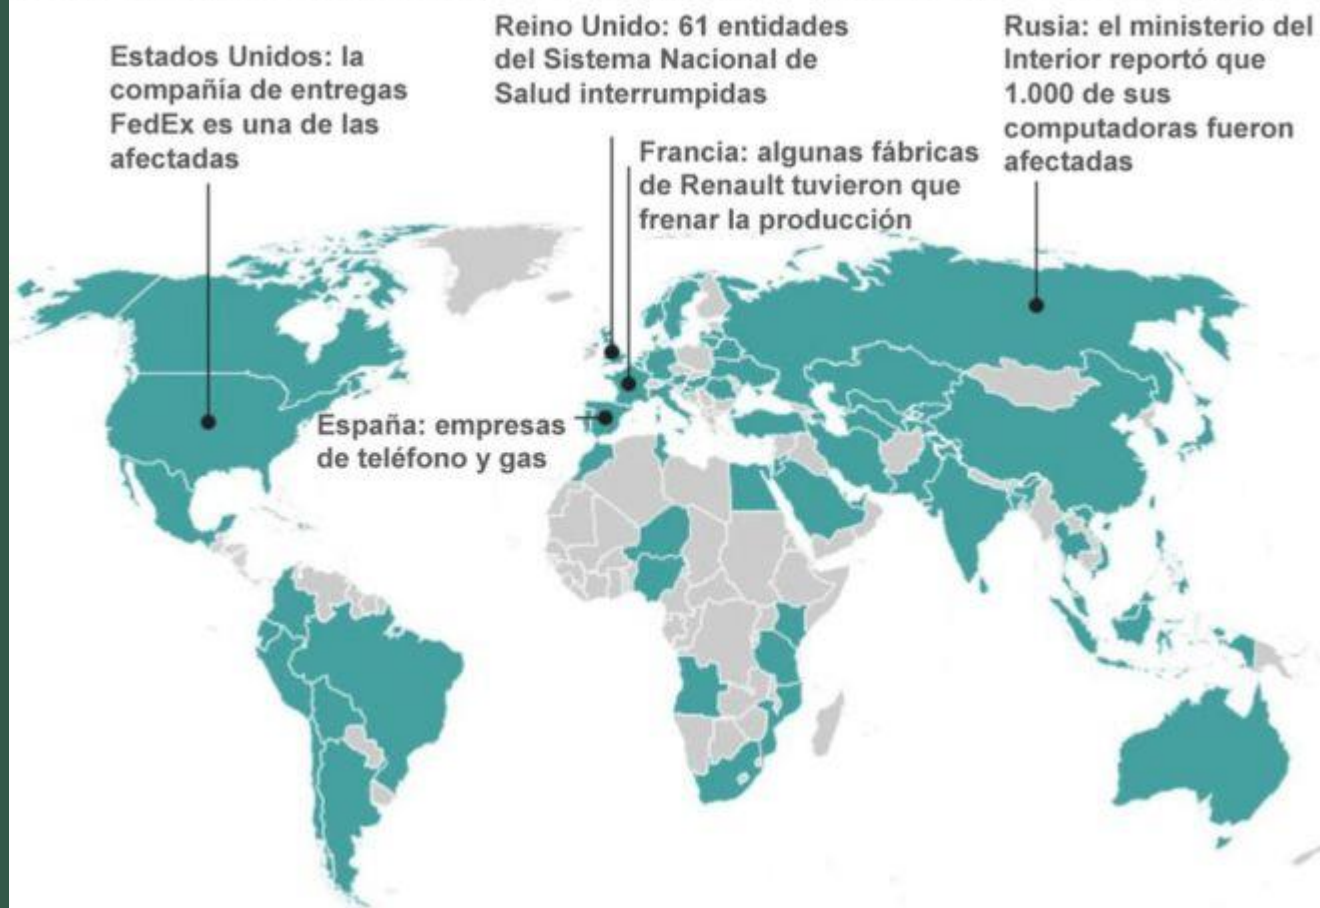 Estados Unidos: la
compañía de entregas
FedEx es una de las
afectadas
Reino Unido: 61 entidades
del Sistema Nacional de
Salud interrumpidas
Francia: algunas fábricas
de Renault tuvieron que
frenar la producción
Rusia: el ministerio del
Interior reportó que
1.000 de sus
computadoras fueron
afectadas
España: empresas
de teléfono y gas